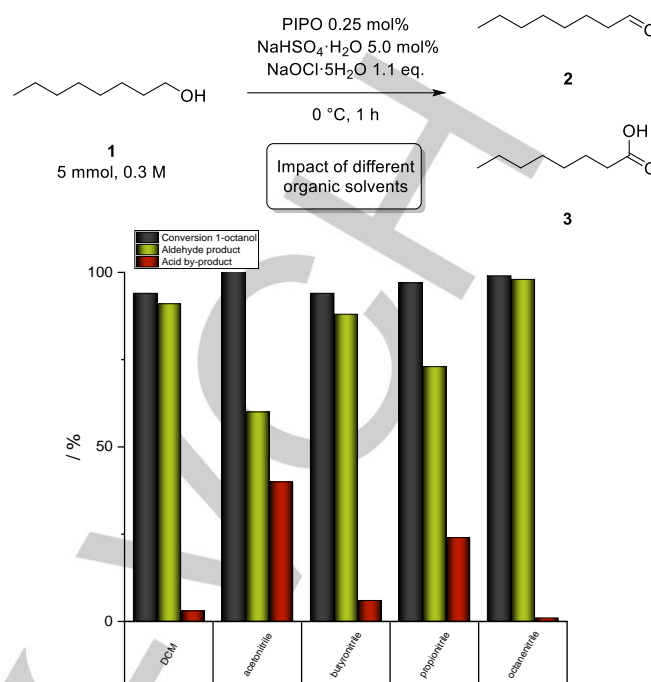 PIPO 0.25 mol%
NaHSO₄·H₂O 5.0 mol%
NaOCl·5H₂O 1.1 eq.
0 °C, 1 h
Impact of different
organic solvents
OH
1
5 mmol, 0.3 M
O
2
OH
O
3
Conversion 1-octanol
Aldehyde product
Acid by-product
/ %
100
50
0
DCM
acetonitrile
butyronitrile
propionitrile
octanenitrile